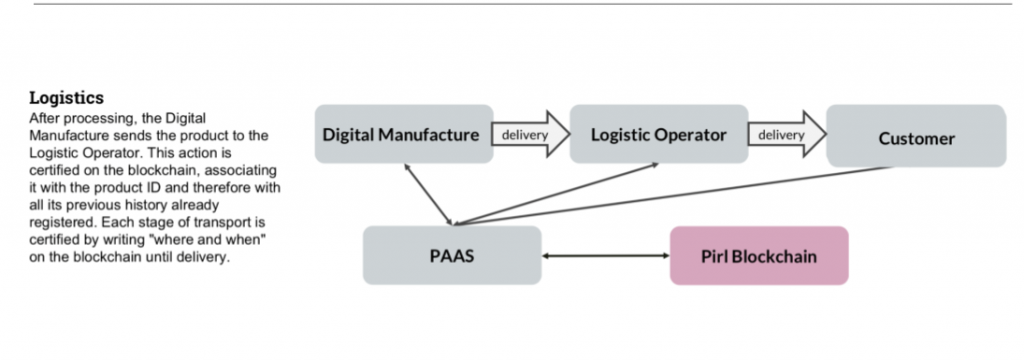 Logistics
After processing, the Digital
Manufacture sends the product to the
Logistic Operator. This action is
certified on the blockchain, associating
it with the product ID and therefore with
all its previous history already
registered. Each stage of transport is
certified by writing "where and when"
on the blockchain until delivery.
Digital Manufacture
delivery
Logistic Operator
delivery
Customer
PAAS
Pirl Blockchain